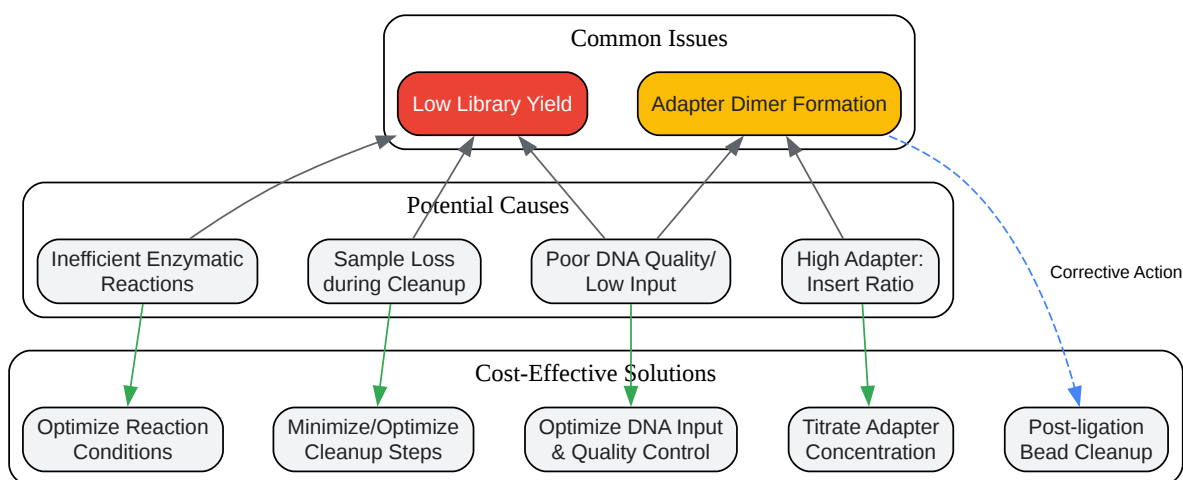 Common Issues
Low Library Yield
Adapter Dimer Formation
Potential Causes
Inefficient Enzymatic
Reactions
Sample Loss
during Cleanup
Poor DNA Quality/
Low Input
High Adapter:
Insert Ratio
Corrective Action
Cost-Effective Solutions
Optimize Reaction
Conditions
Minimize/Optimize
Cleanup Steps
Optimize DNA Input
& Quality Control
Titrate Adapter
Concentration
Post-ligation
Bead Cleanup